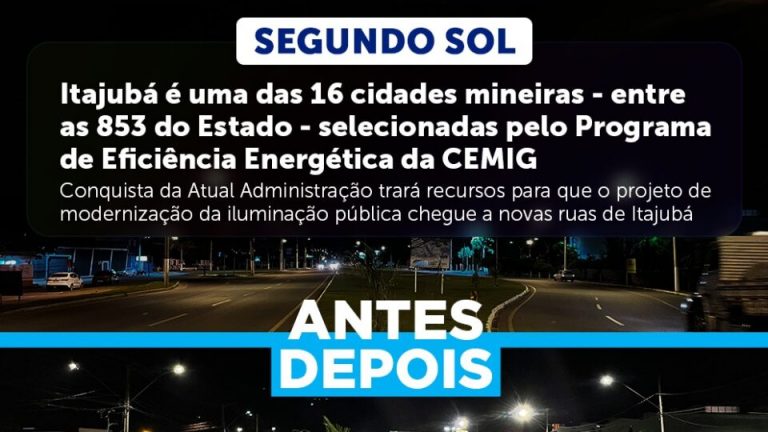 SEGUNDO SOL
Itajubá é uma das 16 cidades mineiras - entre
as 853 do Estado - selecionadas pelo Programa
de Eficiência Energética da CEMIG
Conquista da Atual Administração trará recursos para que o projeto de
modernização da iluminação pública chegue a novas ruas de Itajubá
ANTES
DEPOIS